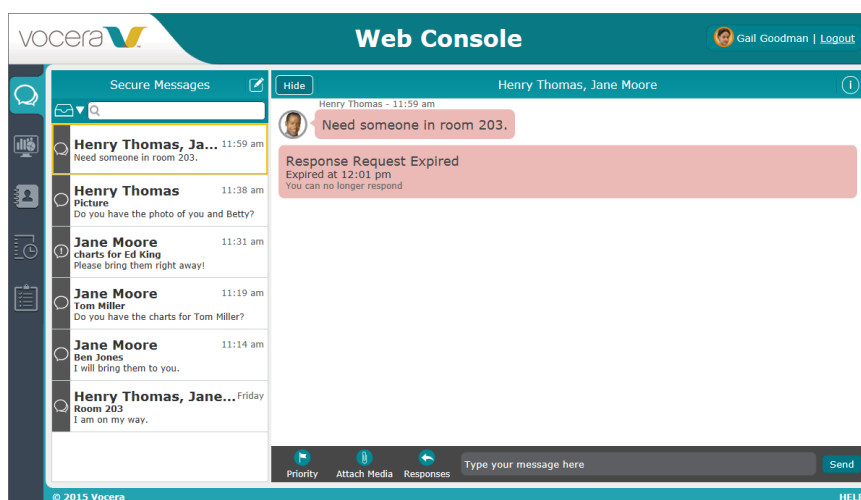 vocera
Web Console
Gail Goodman | Logout
Secure Messages
Hide
Henry Thomas, Jane Moore
Henry Thomas, Ja... 11:59 am
Need someone in room 203.
Henry Thomas 11:38 am
Picture
Do you have the photo of you and Betty?
Jane Moore 11:31 am
charts for Ed King
Please bring them right away!
Jane Moore 11:19 am
Tom Miller
Do you have the charts for Tom Miller?
Jane Moore 11:14 am
Ben Jones
I will bring them to you.
Henry Thomas, Jane... Friday
Room 203
I am on my way.
Henry Thomas - 11:59 am
Need someone in room 203.
Response Request Expired
Expired at 12:01 pm
You can no longer respond
Priority
Attach Media
Responses
Type your message here
Send
© 2015 Vocera